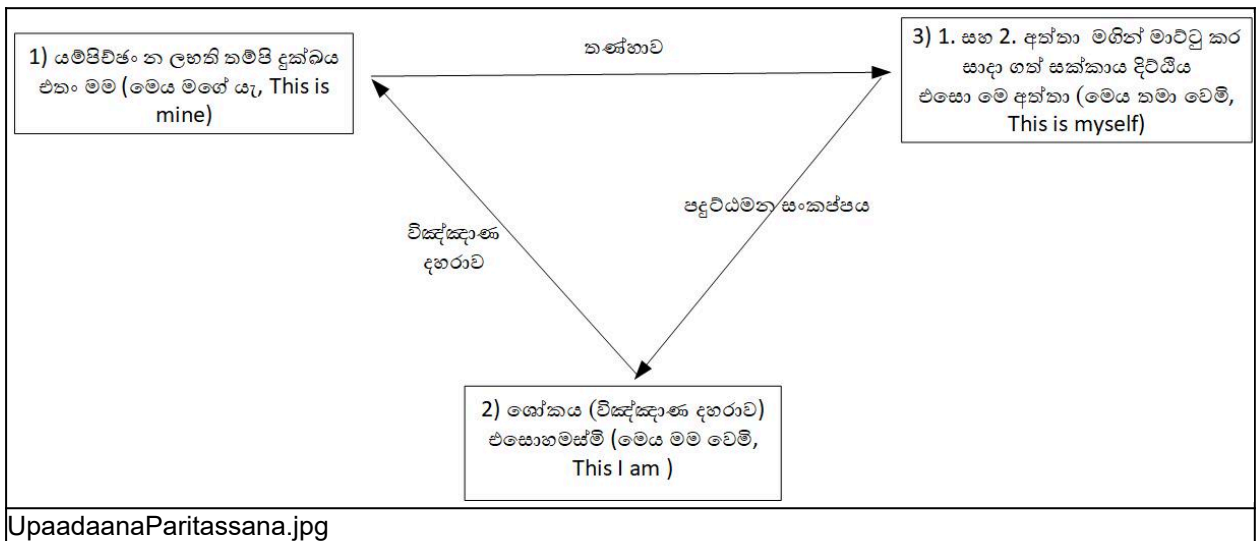 1) යම්පිච්ඡං න ලභති තම්පි දුක්ඛය
එතං මම (මෙය මගේ යැ, This is
mine)
තණ්හාව
3) 1. සහ 2. අත්තා මගින් මාට්ටු කර
සාදා ගත් සක්කාය දිට්ඨිය
එසො මෙ අත්තා (මෙය තමා වෙමි,
This is myself)
විඤ්ඤාණ
දහරාව
පදුට්ඨමන සංකප්පය
2) ශෝකය (විඤ්ඤාණ දහරාව)
එසොහමස්මි (මෙය මම වෙමි,
This I am )
UpaadaanaParitassana.jpg